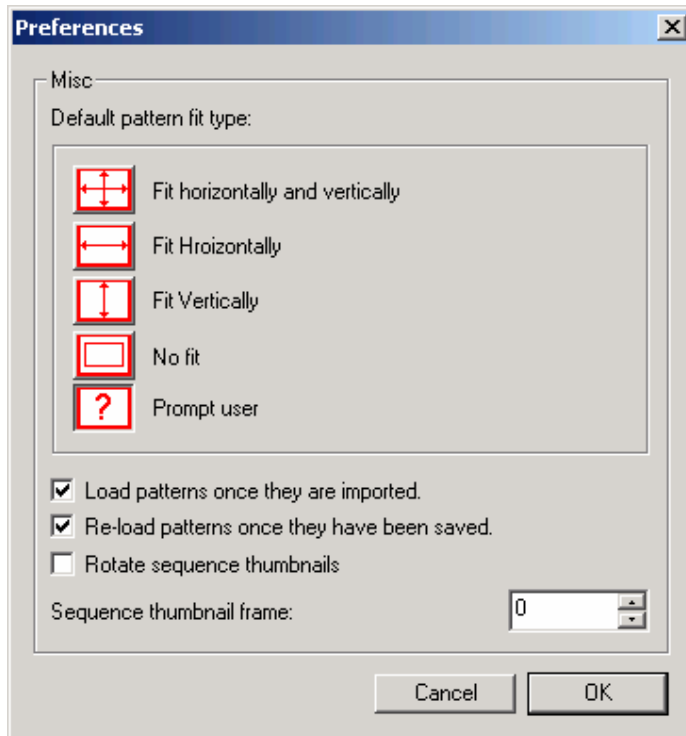 Preferences
Misc
Default pattern fit type:
Fit horizontally and vertically
Fit Hroizontally
Fit Vertically
No fit
? Prompt user
Load patterns once they are imported.
Re-load patterns once they have been saved.
Rotate sequence thumbnails
Sequence thumbnail frame: 0
Cancel OK